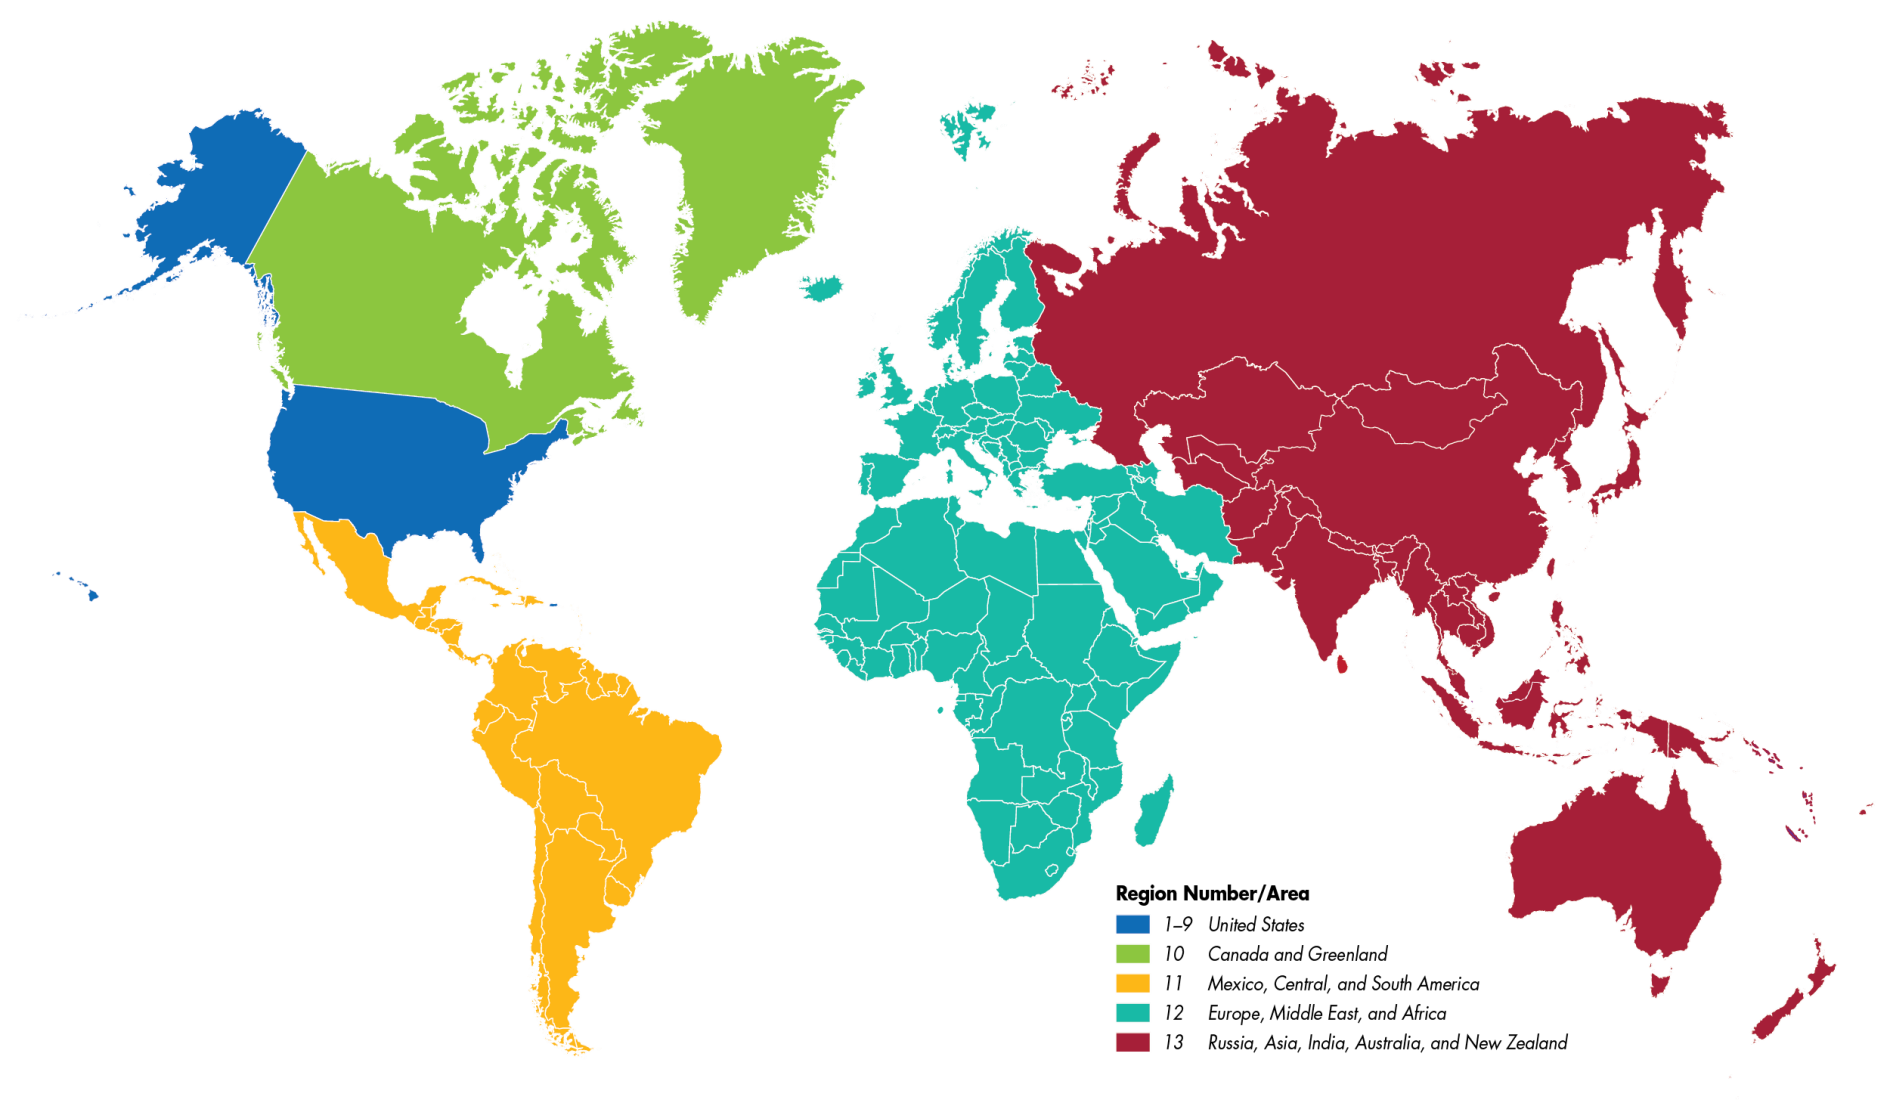 Region Number/Area
1–9 United States
10 Canada and Greenland
11 Mexico, Central, and South America
12 Europe, Middle East, and Africa
13 Russia, Asia, India, Australia, and New Zealand